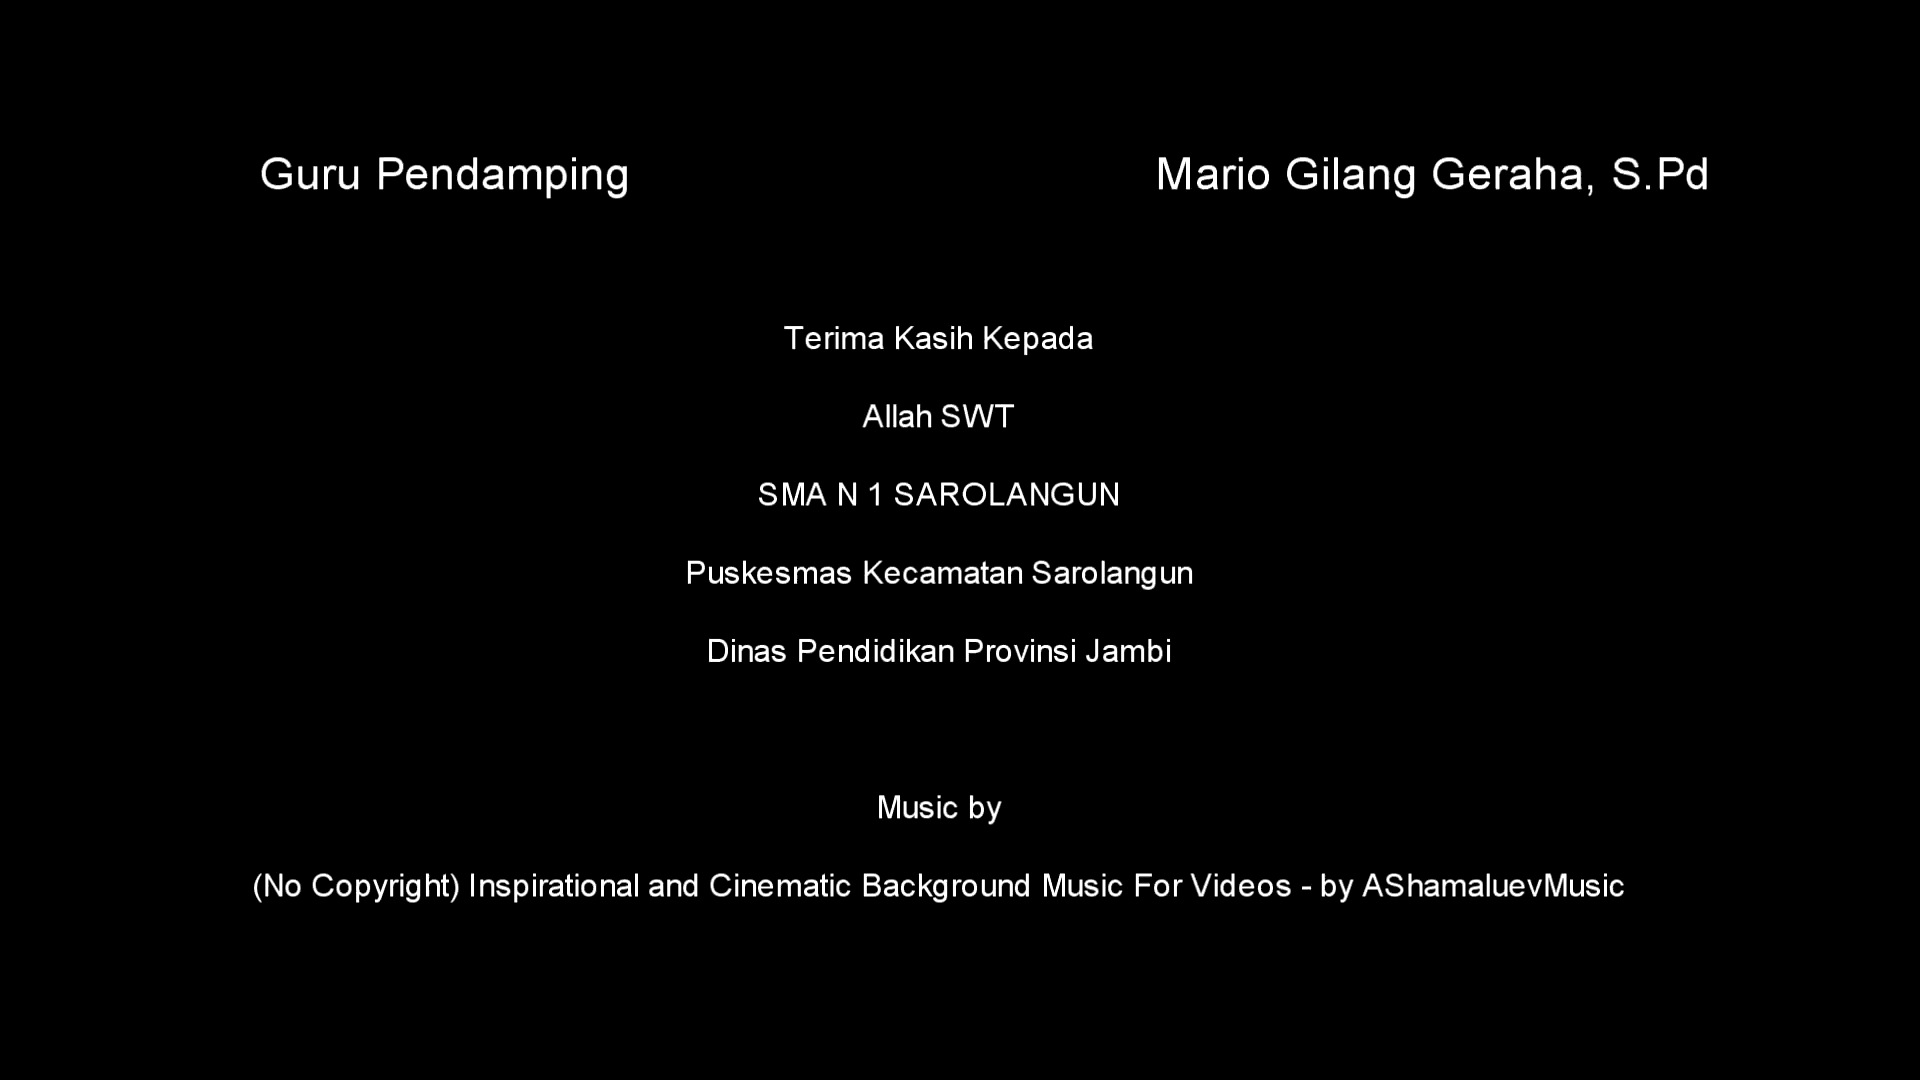 Guru Pendamping Mario Gilang Geraha, S.Pd
Terima Kasih Kepada
Allah SWT
SMA N 1 SAROLANGUN
Puskesmas Kecamatan Sarolangun
Dinas Pendidikan Provinsi Jambi
Music by
(No Copyright) Inspirational and Cinematic Background Music For Videos - by AShamaluevMusic